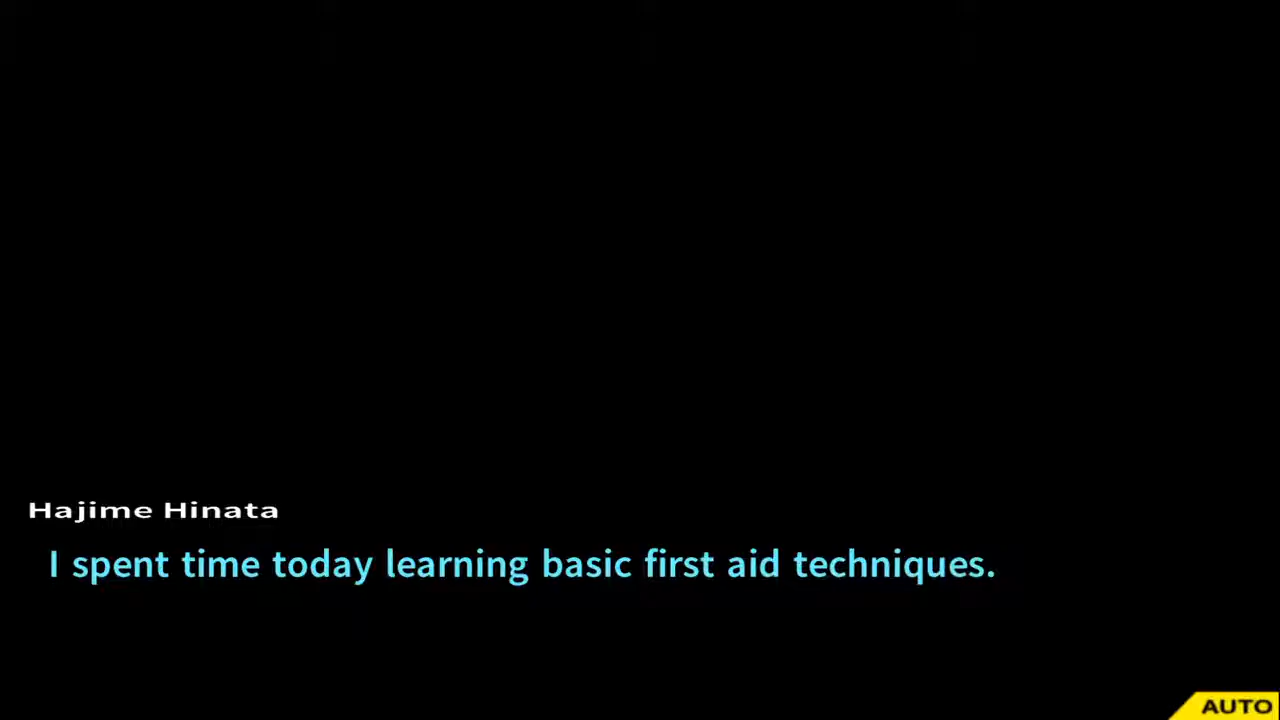 Hajime Hinata
I spent time today learning basic first aid techniques.
AUTO